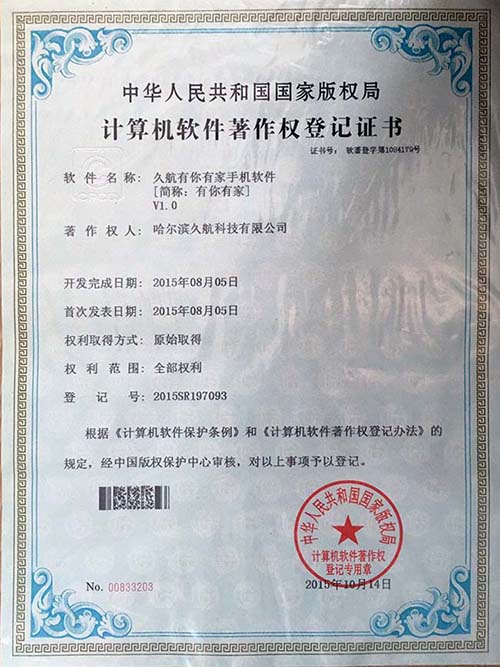 中华人民共和国国家版权局
计算机软件著作权登记证书
证书号： 软著登字第1084179号
软件名称： 久航有你有家手机软件
[简称：有你有家]
V1.0
著作权人： 哈尔滨久航科技有限公司
开发完成日期： 2015年08月05日
首次发表日期： 2015年08月05日
权利取得方式： 原始取得
权利范围： 全部权利
登记号： 2015SR197093
根据《计算机软件保护条例》和《计算机软件著作权登记办法》的
规定，经中国版权保护中心审核，对以上事项予以登记。
中华人民共和国国家版权局
计算机软件著作权
登记专用章
2015年10月14日
No. 00833203